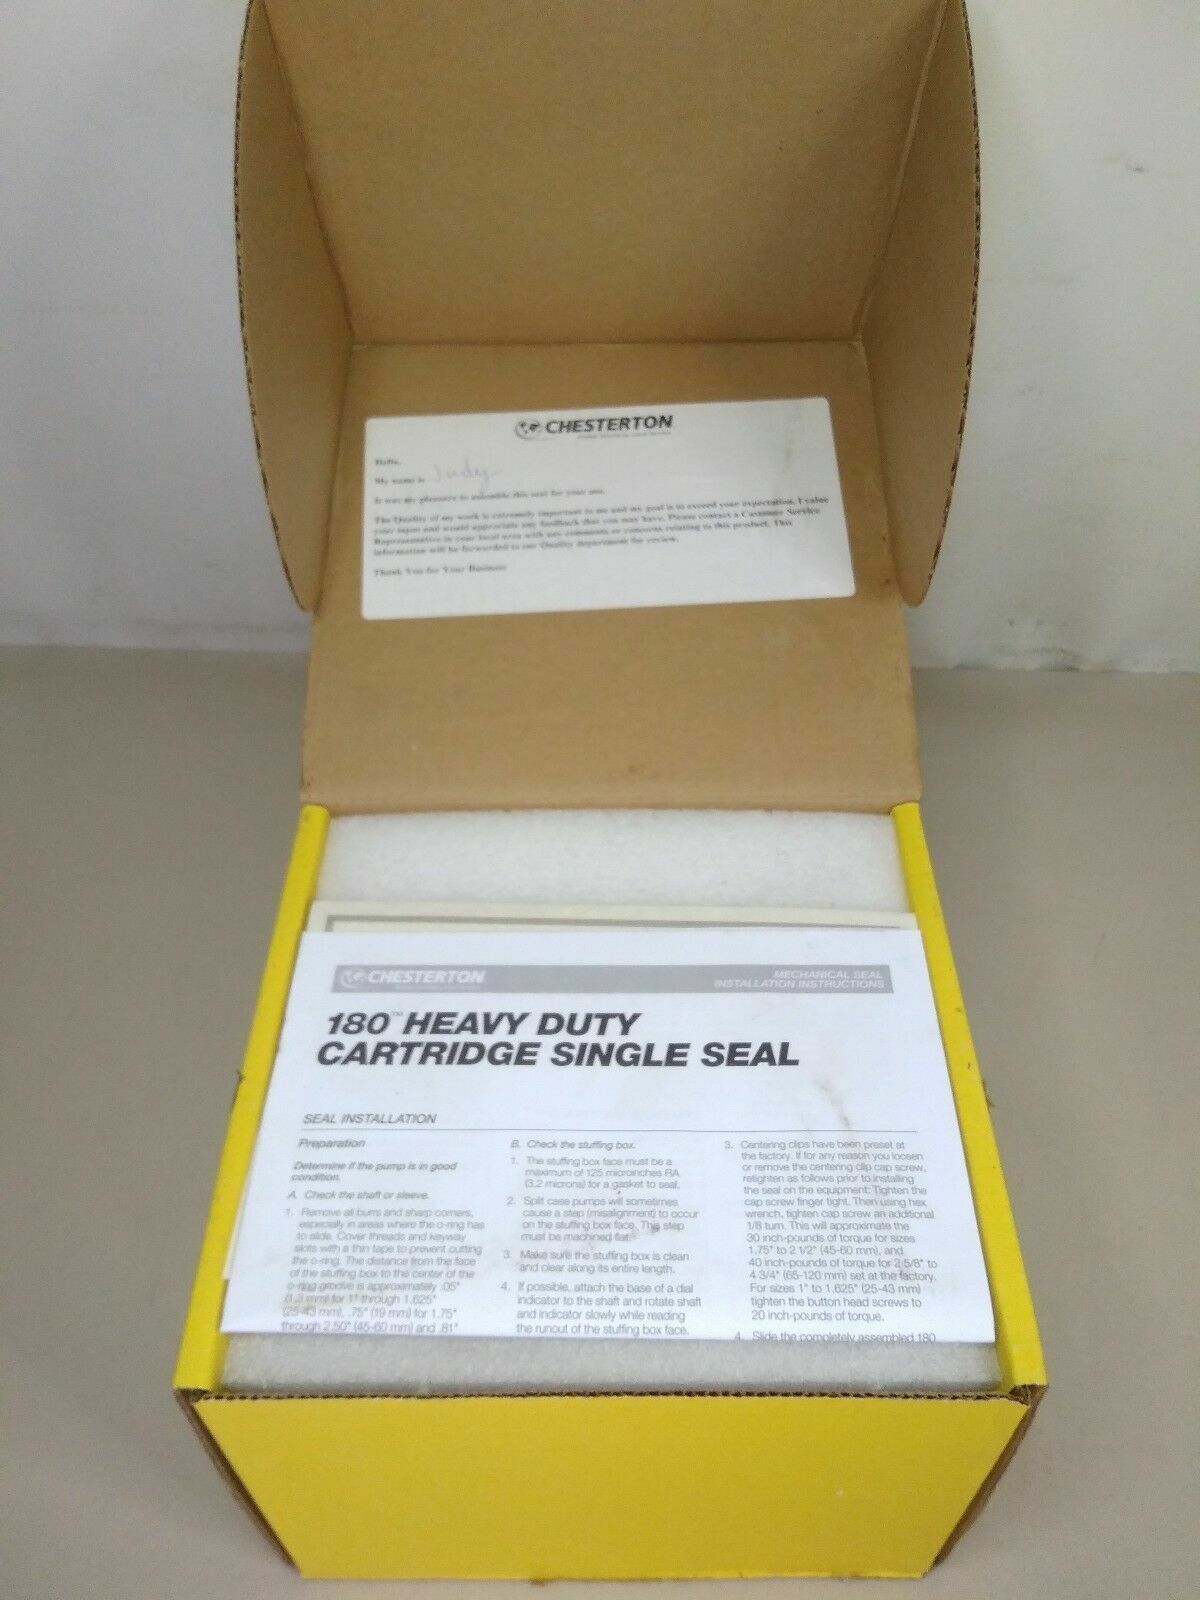 CHESTERTON
Hello,
My name is Judy
It was my pleasure to assemble this seal for your use.
The Quality of my work is extremely important to me and my goal is to exceed your expectation. I value
your input and would appreciate any feedback that you may have. Please contact a Customer Service
Representative in your local area with any comments or concerns relating to this product. This
information will be forwarded to our Quality department for review.
Thank You for Your Business
CHESTERTON
MECHANICAL SEAL
INSTALLATION INSTRUCTIONS
180™ HEAVY DUTY
CARTRIDGE SINGLE SEAL
SEAL INSTALLATION
Preparation
Determine if the pump is in good
condition.
A. Check the shaft or sleeve.
1. Remove all burrs and sharp corners,
especially in areas where the o-ring has
to slide. Cover threads and keyway
slots with a thin tape to prevent cutting
the o-ring. The distance from the face
of the stuffing box to the center of the
o-ring groove is approximately .05"
(1,3 mm) for 1" through 1.625"
(25-43 mm), .75" (19 mm) for 1.75"
through 2.50" (45-60 mm) and .81"
B. Check the stuffing box.
1. The stuffing box face must be a
maximum of 125 microinches RA
(3,2 microns) for a gasket to seal.
2. Split case pumps will sometimes
cause a step (misalignment) to occur
on the stuffing box face. This step
must be machined flat.
3. Make sure the stuffing box is clean
and clear along its entire length.
4. If possible, attach the base of a dial
indicator to the shaft and rotate shaft
and indicator slowly while reading
the runout of the stuffing box face.
3. Centering clips have been preset at
the factory. If for any reason you loosen
or remove the centering clip cap screw,
retighten as follows prior to installing
the seal on the equipment: Tighten the
cap screw finger tight. Then using hex
wrench, tighten cap screw an additional
1/8 turn. This will approximate the
30 inch-pounds of torque for sizes
1.75" to 2 1/2" (45-60 mm), and
40 inch-pounds of torque for 2 5/8" to
4 3/4" (65-120 mm) set at the factory.
For sizes 1" to 1.625" (25-43 mm)
tighten the button head screws to
20 inch-pounds of torque.
4. Slide the completely assembled 180